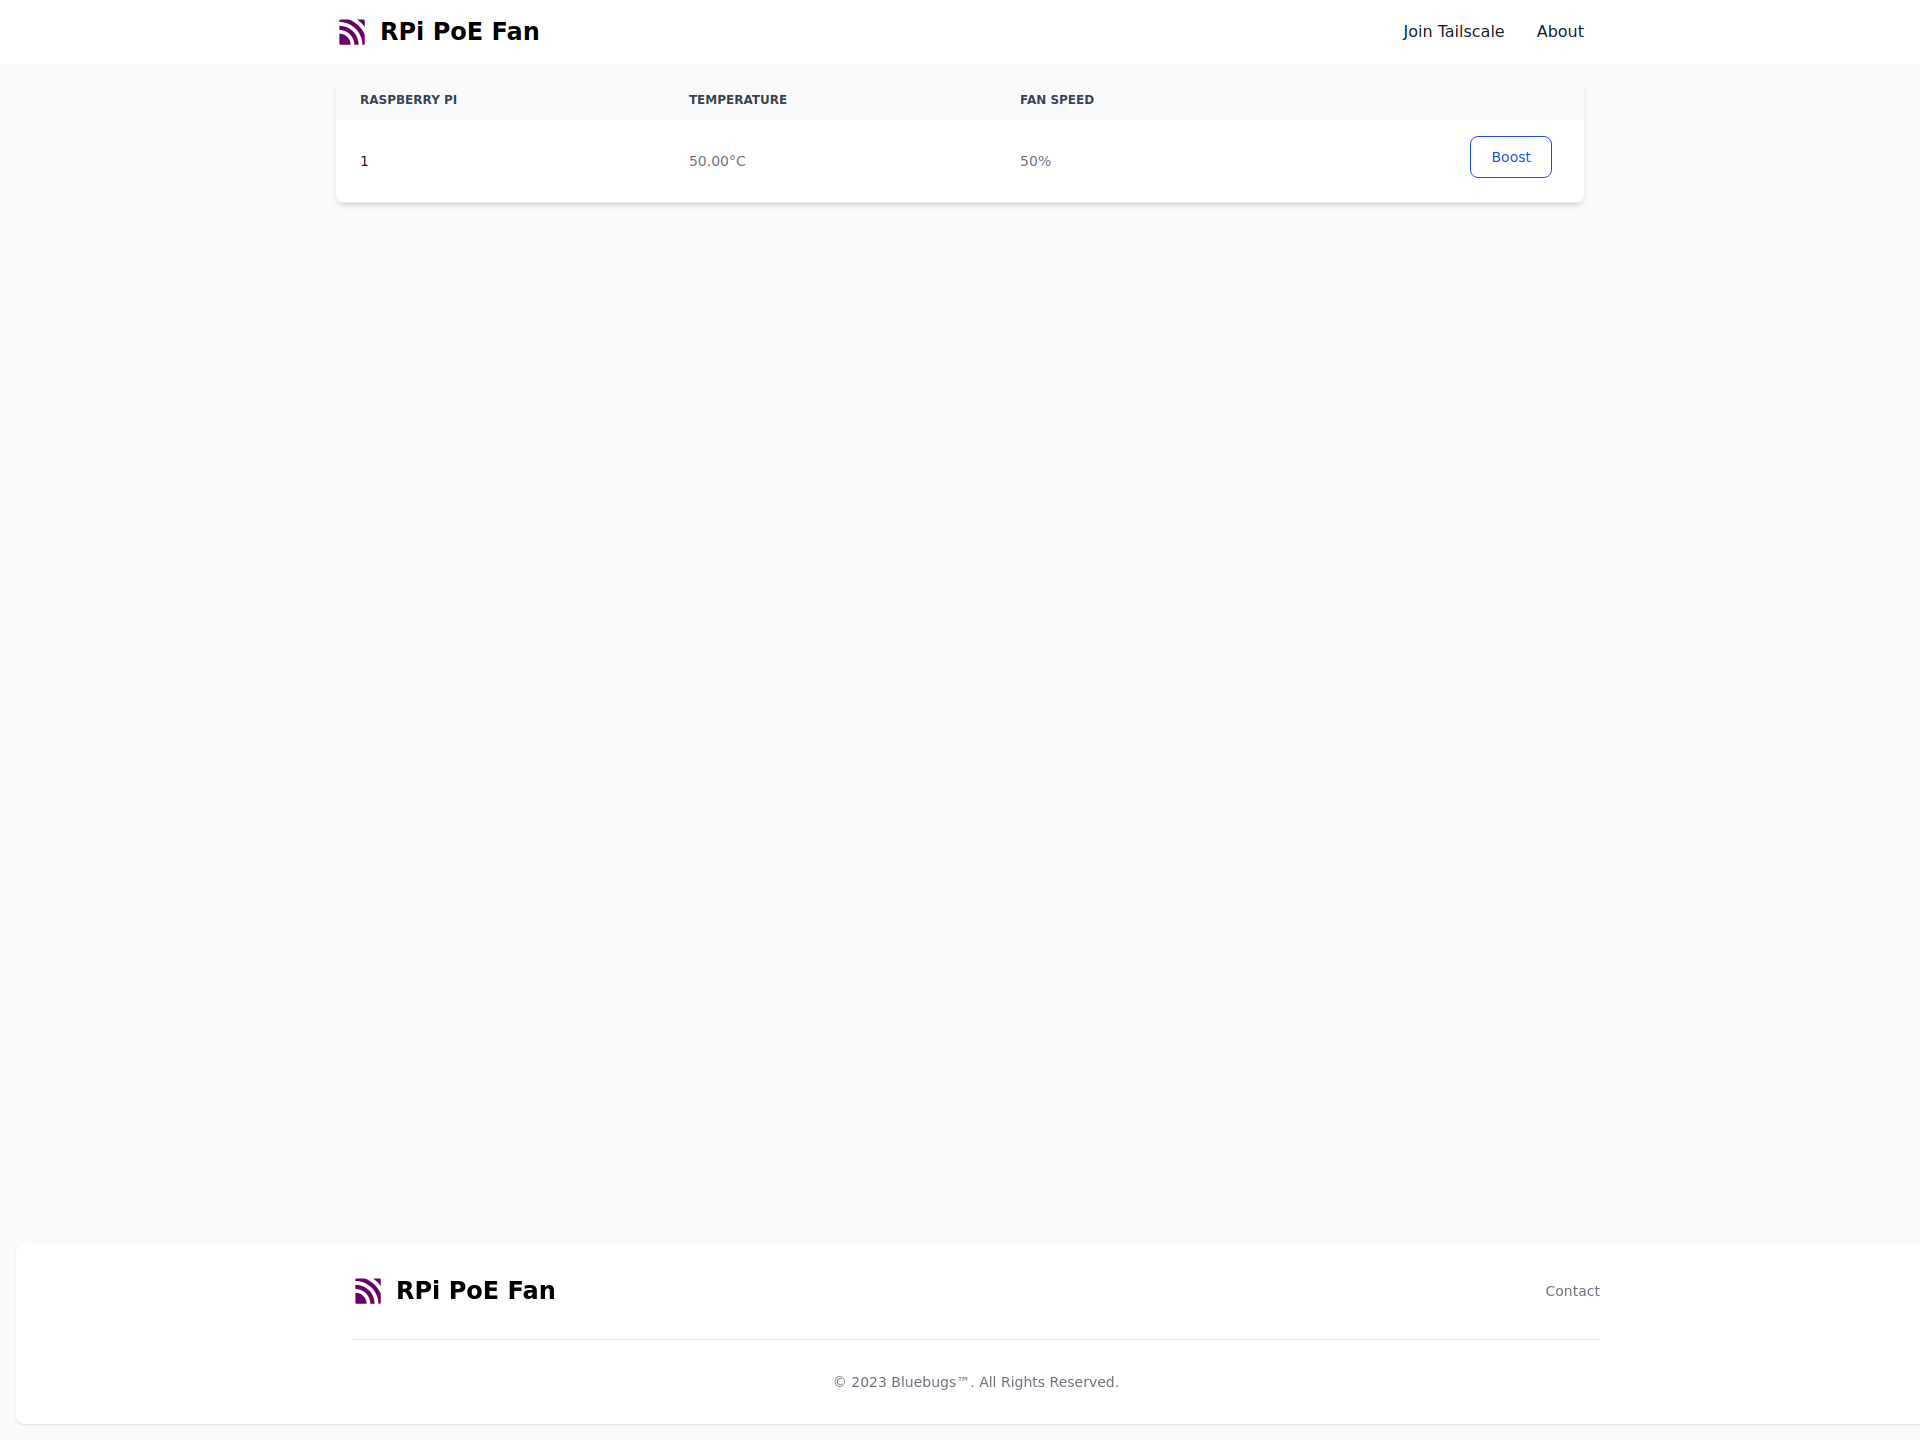 RPi PoE Fan
Join Tailscale
About
RASPBERRY PI TEMPERATURE FAN SPEED
1 50.00°C 50% Boost
RPi PoE Fan
Contact
© 2023 Bluebugs™. All Rights Reserved.